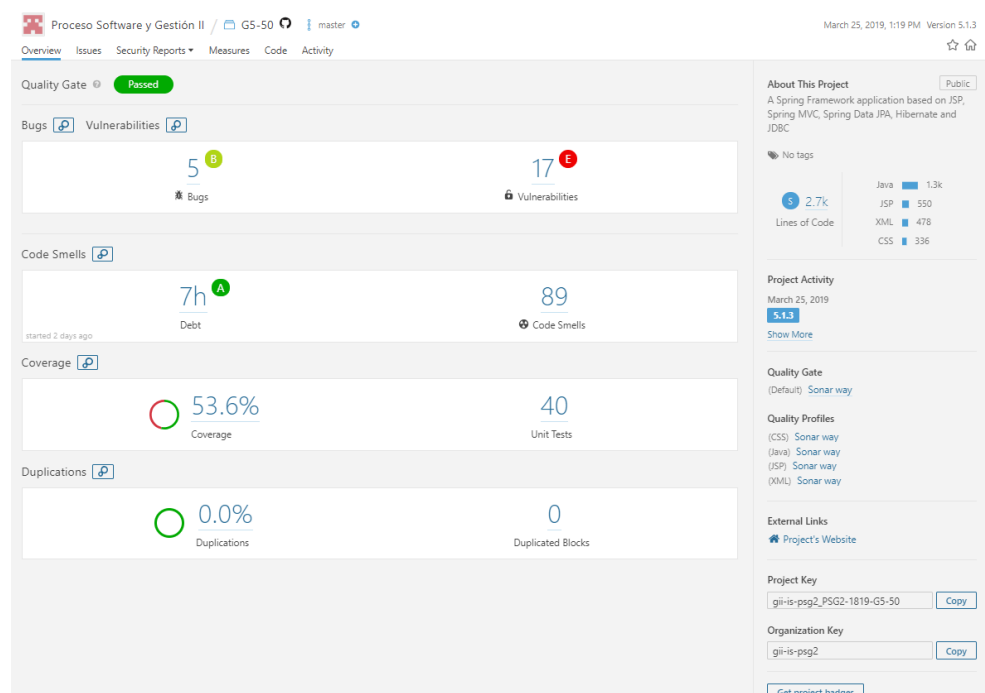 Proceso Software y Gestión II / G5-50 master March 25, 2019, 1:19 PM Version 5.1.3
Overview Issues Security Reports Measures Code Activity
Quality Gate ? Passed
Bugs Vulnerabilities
5 B
Bugs
17 E
Vulnerabilities
Code Smells
7h A
Debt
started 2 days ago
89
Code Smells
Coverage
53.6%
Coverage
40
Unit Tests
Duplications
0.0%
Duplications
0
Duplicated Blocks
About This Project Public
A Spring Framework application based on JSP,
Spring MVC, Spring Data JPA, Hibernate and
JDBC
No tags
S 2.7k
Lines of Code
Java 1.3k
JSP 550
XML 478
CSS 336
Project Activity
March 25, 2019
5.1.3
Show More
Quality Gate
(Default) Sonar way
Quality Profiles
(CSS) Sonar way
(Java) Sonar way
(JSP) Sonar way
(XML) Sonar way
External Links
Project's Website
Project Key
gii-is-psg2_PSG2-1819-G5-50 Copy
Organization Key
gii-is-psg2 Copy
Get project badges